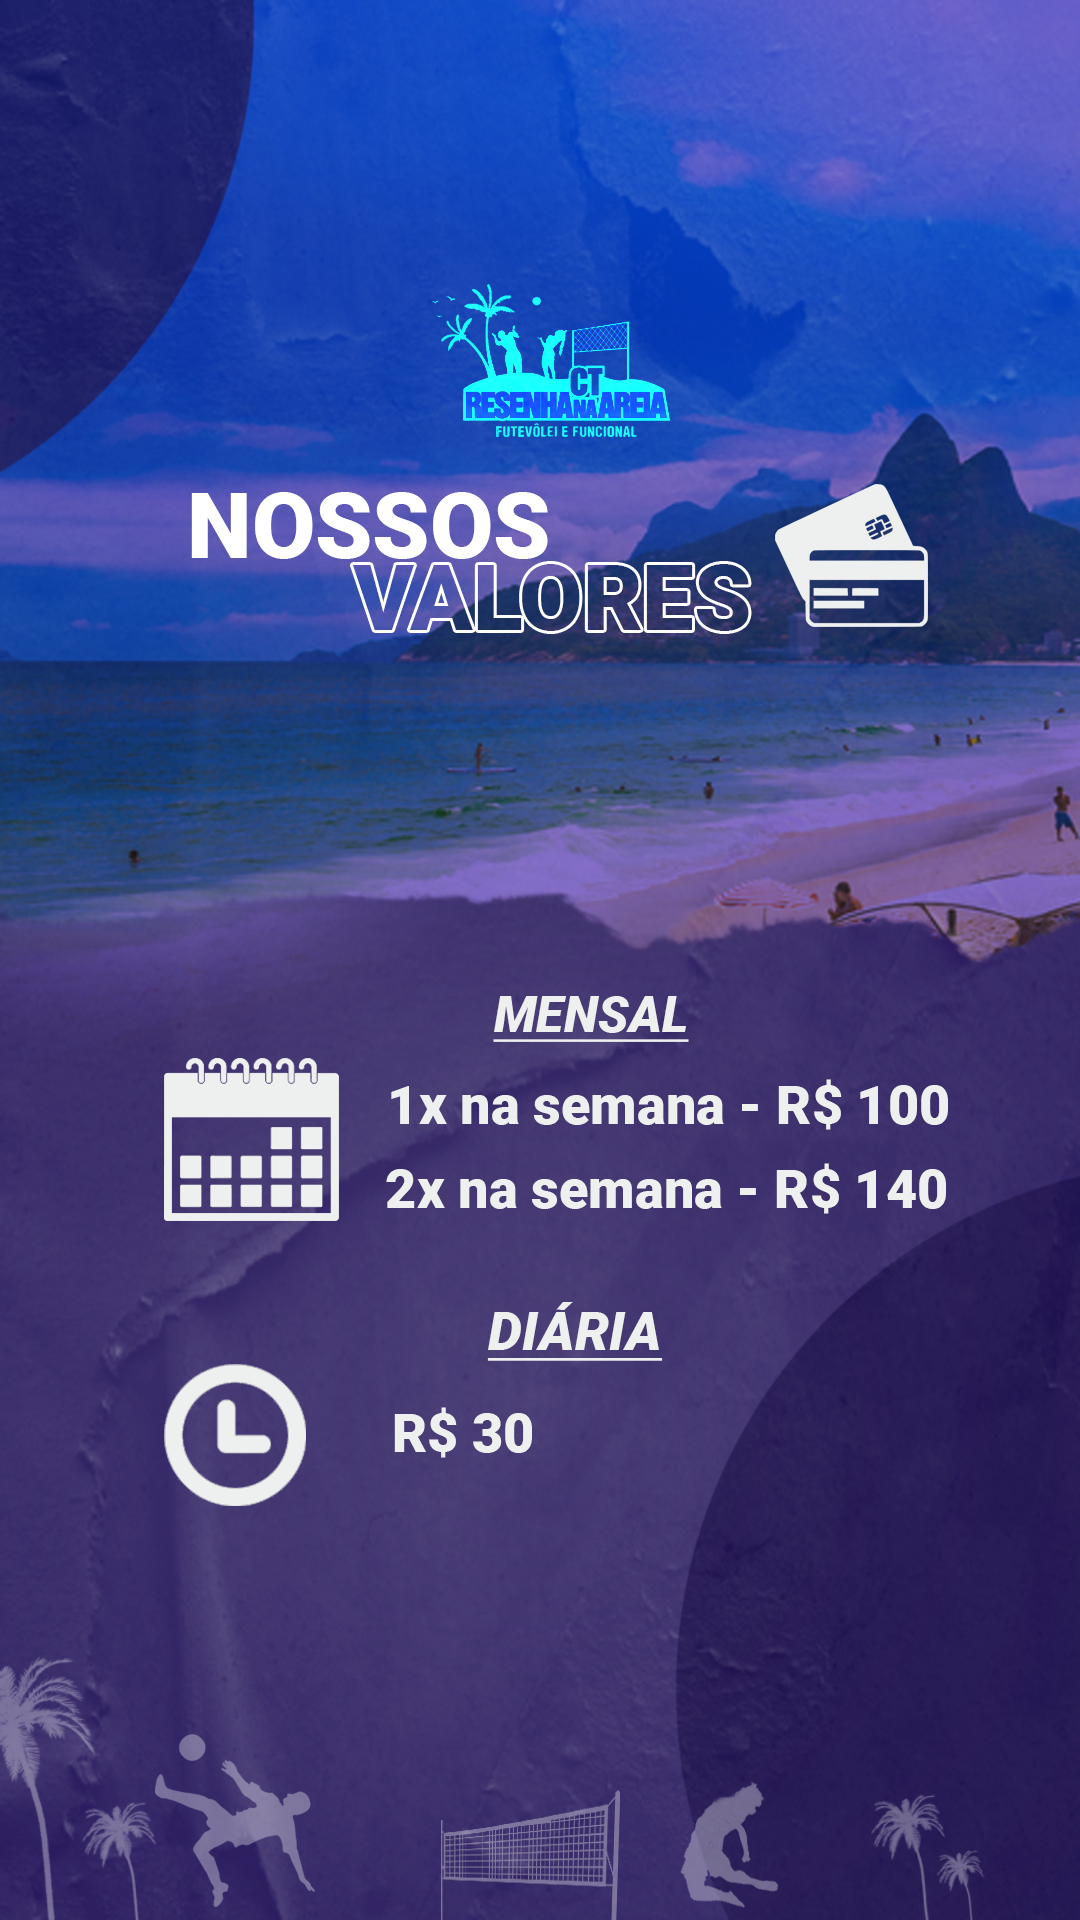 CT
RESENHA NA AREIA
FUTEVÔLEI E FUNCIONAL
NOSSOS
VALORES
MENSAL
1x na semana - R$ 100
2x na semana - R$ 140
DIÁRIA
R$ 30